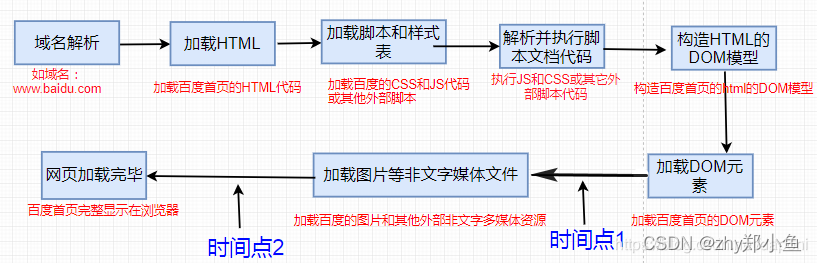 域名解析
加载HTML
加载脚本和样式
表
解析并执行脚
本文档代码
构造HTML的
DOM模型
如域名：
www.baidu.com
加载百度首页的HTML代码
加载百度的CSS和JS代码
或其他外部脚本
执行JS和CSS或其它外
部脚本代码
构造百度首页的html的DOM模型
网页加载完毕
加载图片等非文字媒体文件
加载DOM元
素
百度首页完整显示在浏览器
加载百度的图片和其他外部非文字多媒体资源
加载百度首页的DOM元素
时间点2
时间点1
CSDN @zhy郑小鱼